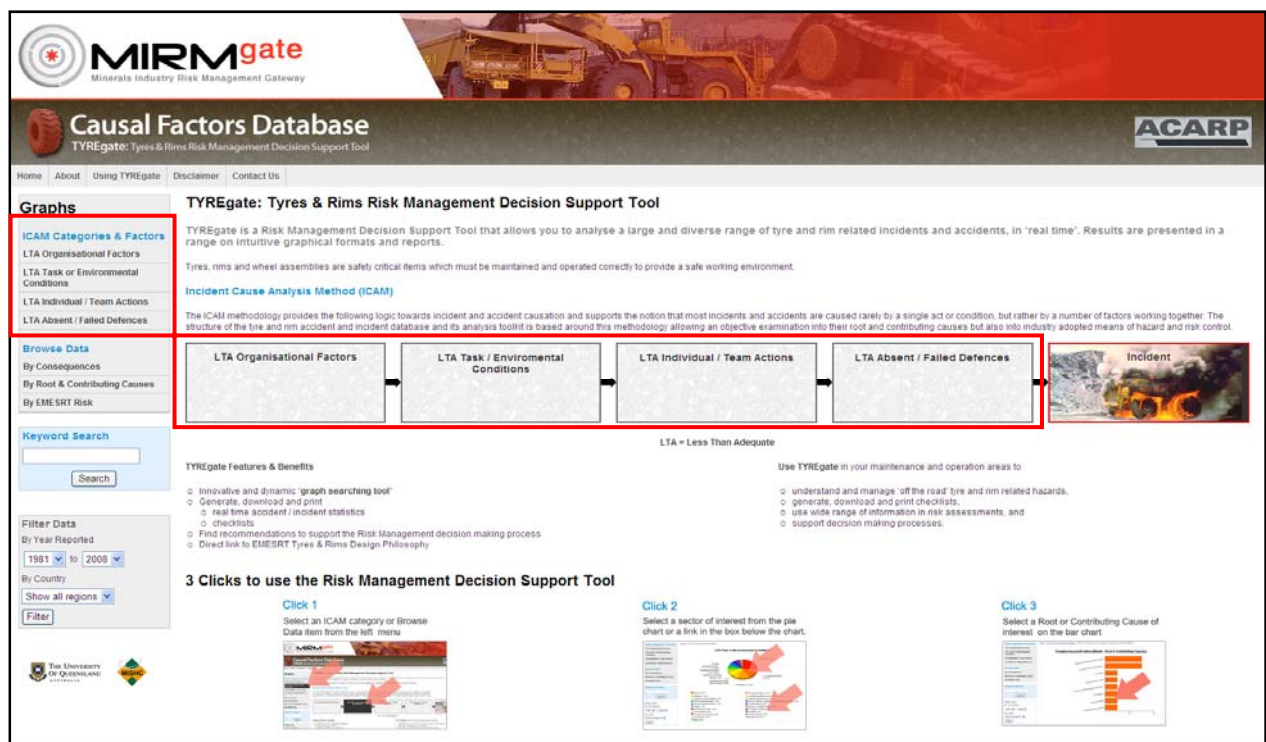 MIRMgate
Minerals Industry Risk Management Gateway
Causal Factors Database
TYREgate: Tyres & Rims Risk Management Decision Support Tool
ACARP
Home About Using TYREgate Disclaimer Contact Us
Graphs
ICAM Categories & Factors
LTA Organisational Factors
LTA Task or Environmental
Conditions
LTA Individual / Team Actions
LTA Absent / Failed Defences
Browse Data
By Consequences
By Root & Contributing Causes
By EMESRT Risk
Keyword Search
Search
Filter Data
By Year Reported
1981 to 2008
By Country
Show all regions
Filter
THE UNIVERSITY
OF QUEENSLAND
AUSTRALIA
MISHC
TYREgate: Tyres & Rims Risk Management Decision Support Tool
TYREgate is a Risk Management Decision Support Tool that allows you to analyse a large and diverse range of tyre and rim related incidents and accidents, in 'real time'. Results are presented in a
range on intuitive graphical formats and reports.
Tyres, rims and wheel assemblies are safety critical items which must be maintained and operated correctly to provide a safe working environment.
Incident Cause Analysis Method (ICAM)
The ICAM methodology provides the following logic towards incident and accident causation and supports the notion that most incidents and accidents are caused rarely by a single act or condition, but rather by a number of factors working together. The
structure of the tyre and rim accident and incident database and its analysis toolkit is based around this methodology allowing an objective examination into their root and contributing causes but also into industry adopted means of hazard and risk control.
LTA Organisational Factors
LTA Task / Enviromental
Conditions
LTA Individual / Team Actions
LTA Absent / Failed Defences
Incident
LTA = Less Than Adequate
TYREgate Features & Benefits
Innovative and dynamic 'graph searching tool'
Generate, download and print
real time accident / incident statistics
checklists
Find recommendations to support the Risk Management decision making process
Direct link to EMESRT Tyres & Rims Design Philosophy
Use TYREgate in your maintenance and operation areas to
understand and manage 'off the road' tyre and rim related hazards,
generate, download and print checklists,
use wide range of information in risk assessments, and
support decision making processes.
3 Clicks to use the Risk Management Decision Support Tool
Click 1
Select an ICAM category or Browse
Data item from the left menu
Click 2
Select a sector of interest from the pie
chart or a link in the box below the chart.
Click 3
Select a Root or Contributing Cause of
interest on the bar chart